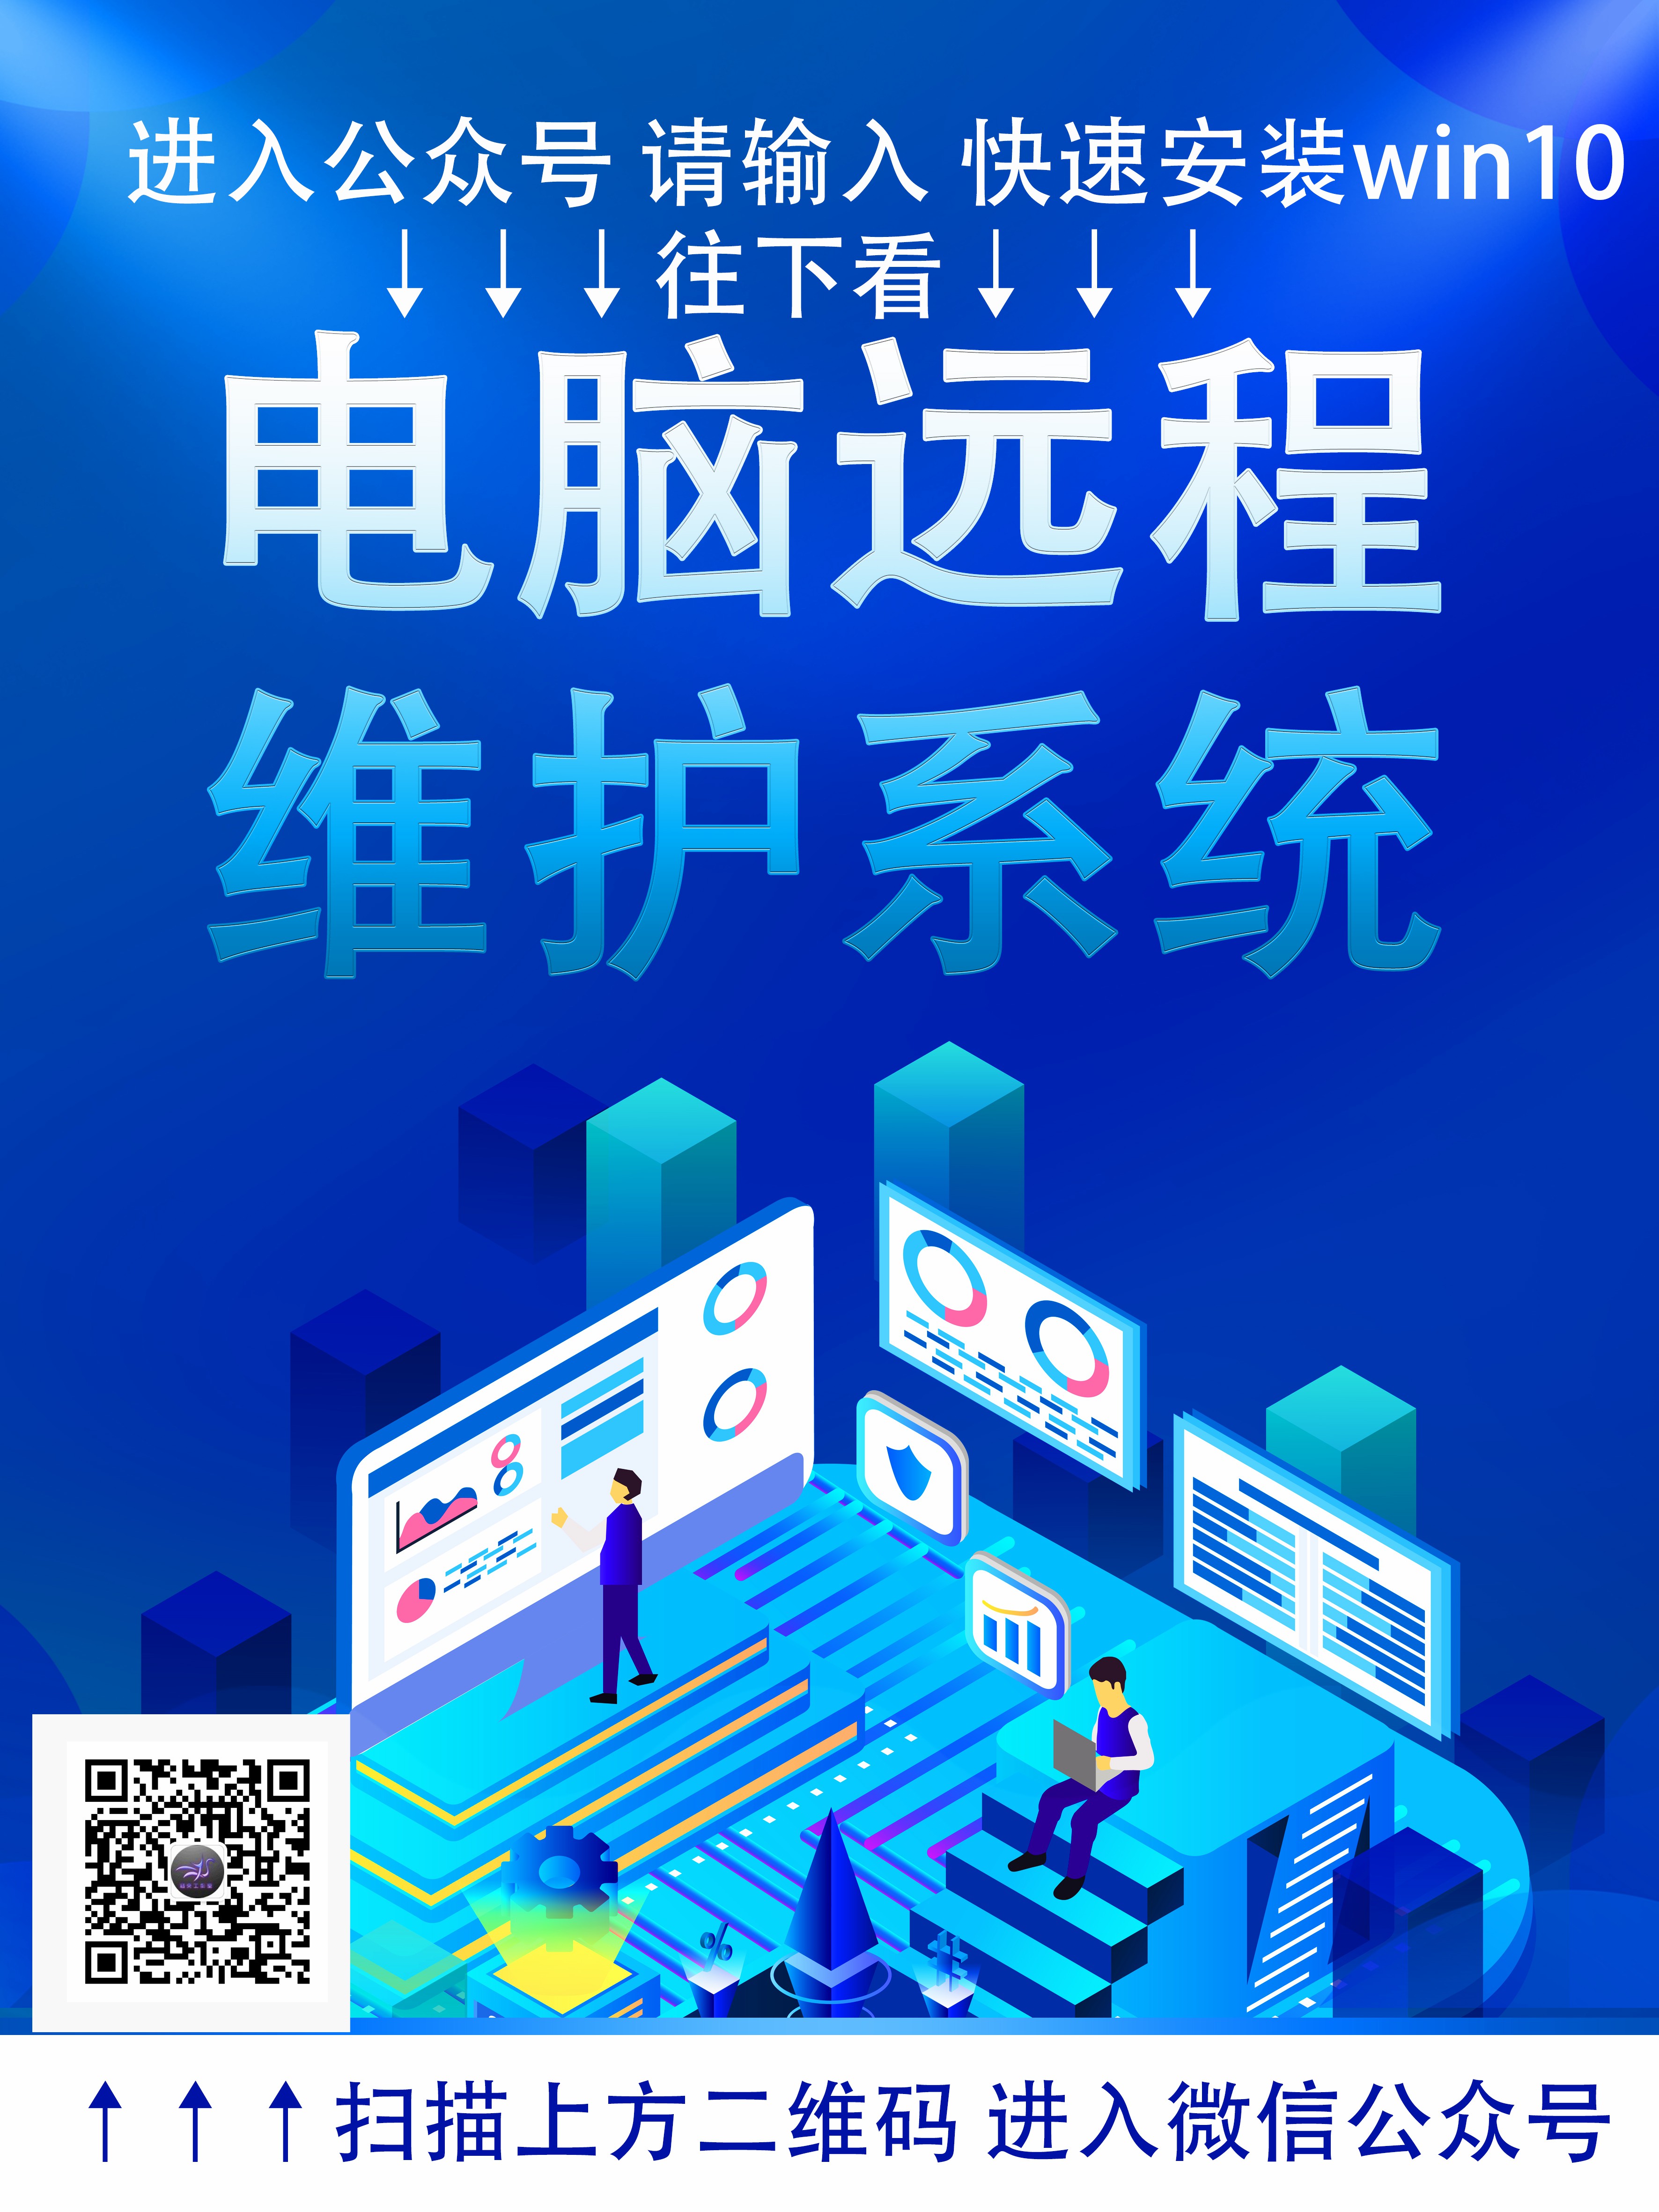 进入公众号 请输入 快速安装win10
↓ ↓ ↓往下看↓ ↓ ↓
电脑远程
维护系统
%
↑ ↑ ↑扫描上方二维码 进入微信公众号